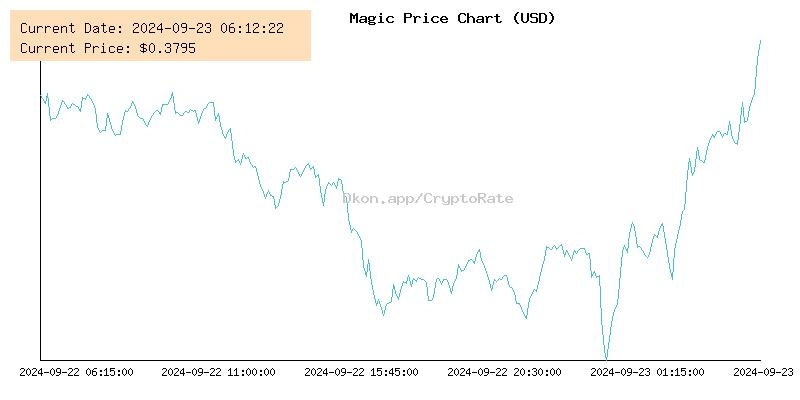 Magic Price Chart (USD)
Current Date: 2024-09-23 06:12:22
Current Price: $0.3795
Dkon.app/CryptoRate
2024-09-22 06:15:00
2024-09-22 11:00:00
2024-09-22 15:45:00
2024-09-22 20:30:00
2024-09-23 01:15:00
2024-09-23